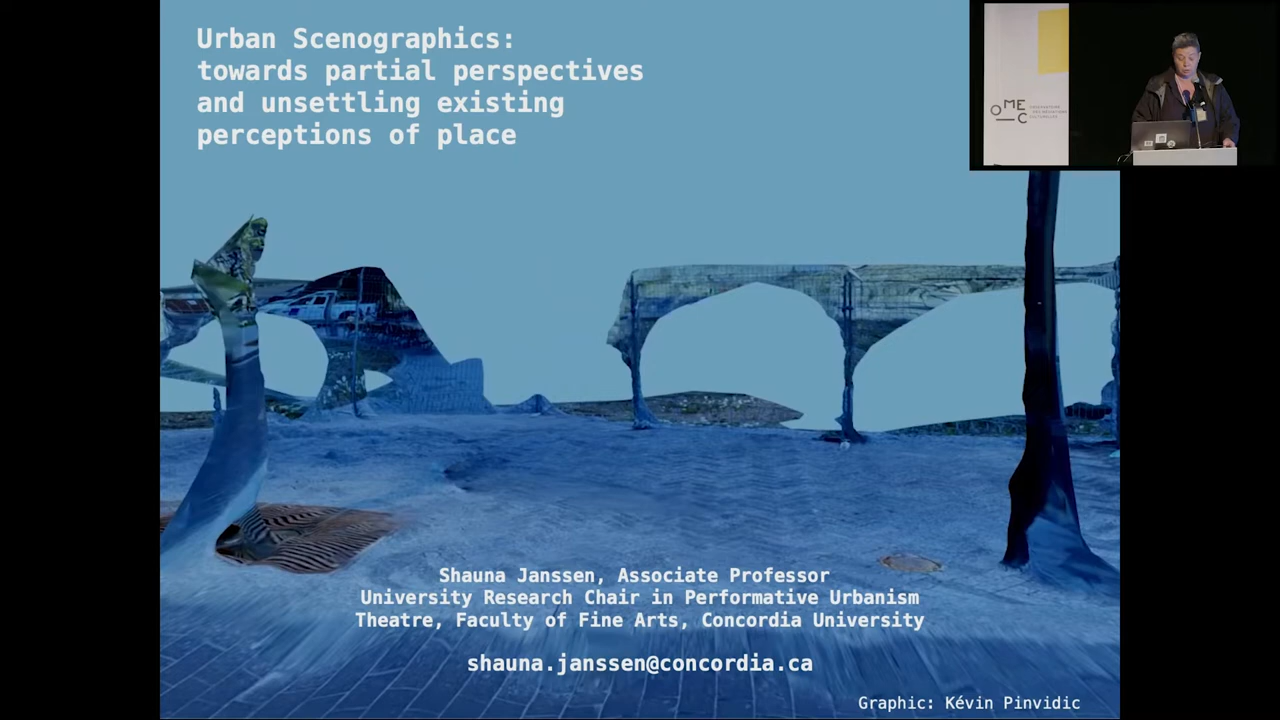 Urban Scenographics:
towards partial perspectives
and unsettling existing
perceptions of place
OMEC
Shauna Janssen, Associate Professor
University Research Chair in Performative Urbanism
Theatre, Faculty of Fine Arts, Concordia University
shauna.janssen@concordia.ca
Graphic: Kévin Pinvidic